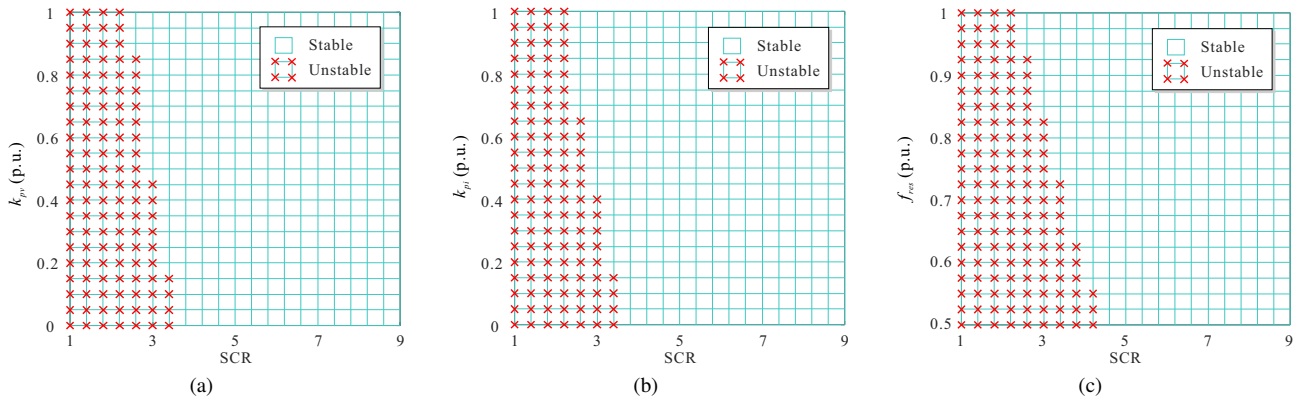 k_pv (p.u.)
1
0.8
0.6
0.4
0.2
0
1
3
5
7
9
SCR
Stable
Unstable
(a)
k_pi (p.u.)
1
0.8
0.6
0.4
0.2
0
1
3
5
7
9
SCR
Stable
Unstable
(b)
f_res (p.u.)
1
0.9
0.8
0.7
0.6
0.5
1
3
5
7
9
SCR
Stable
Unstable
(c)